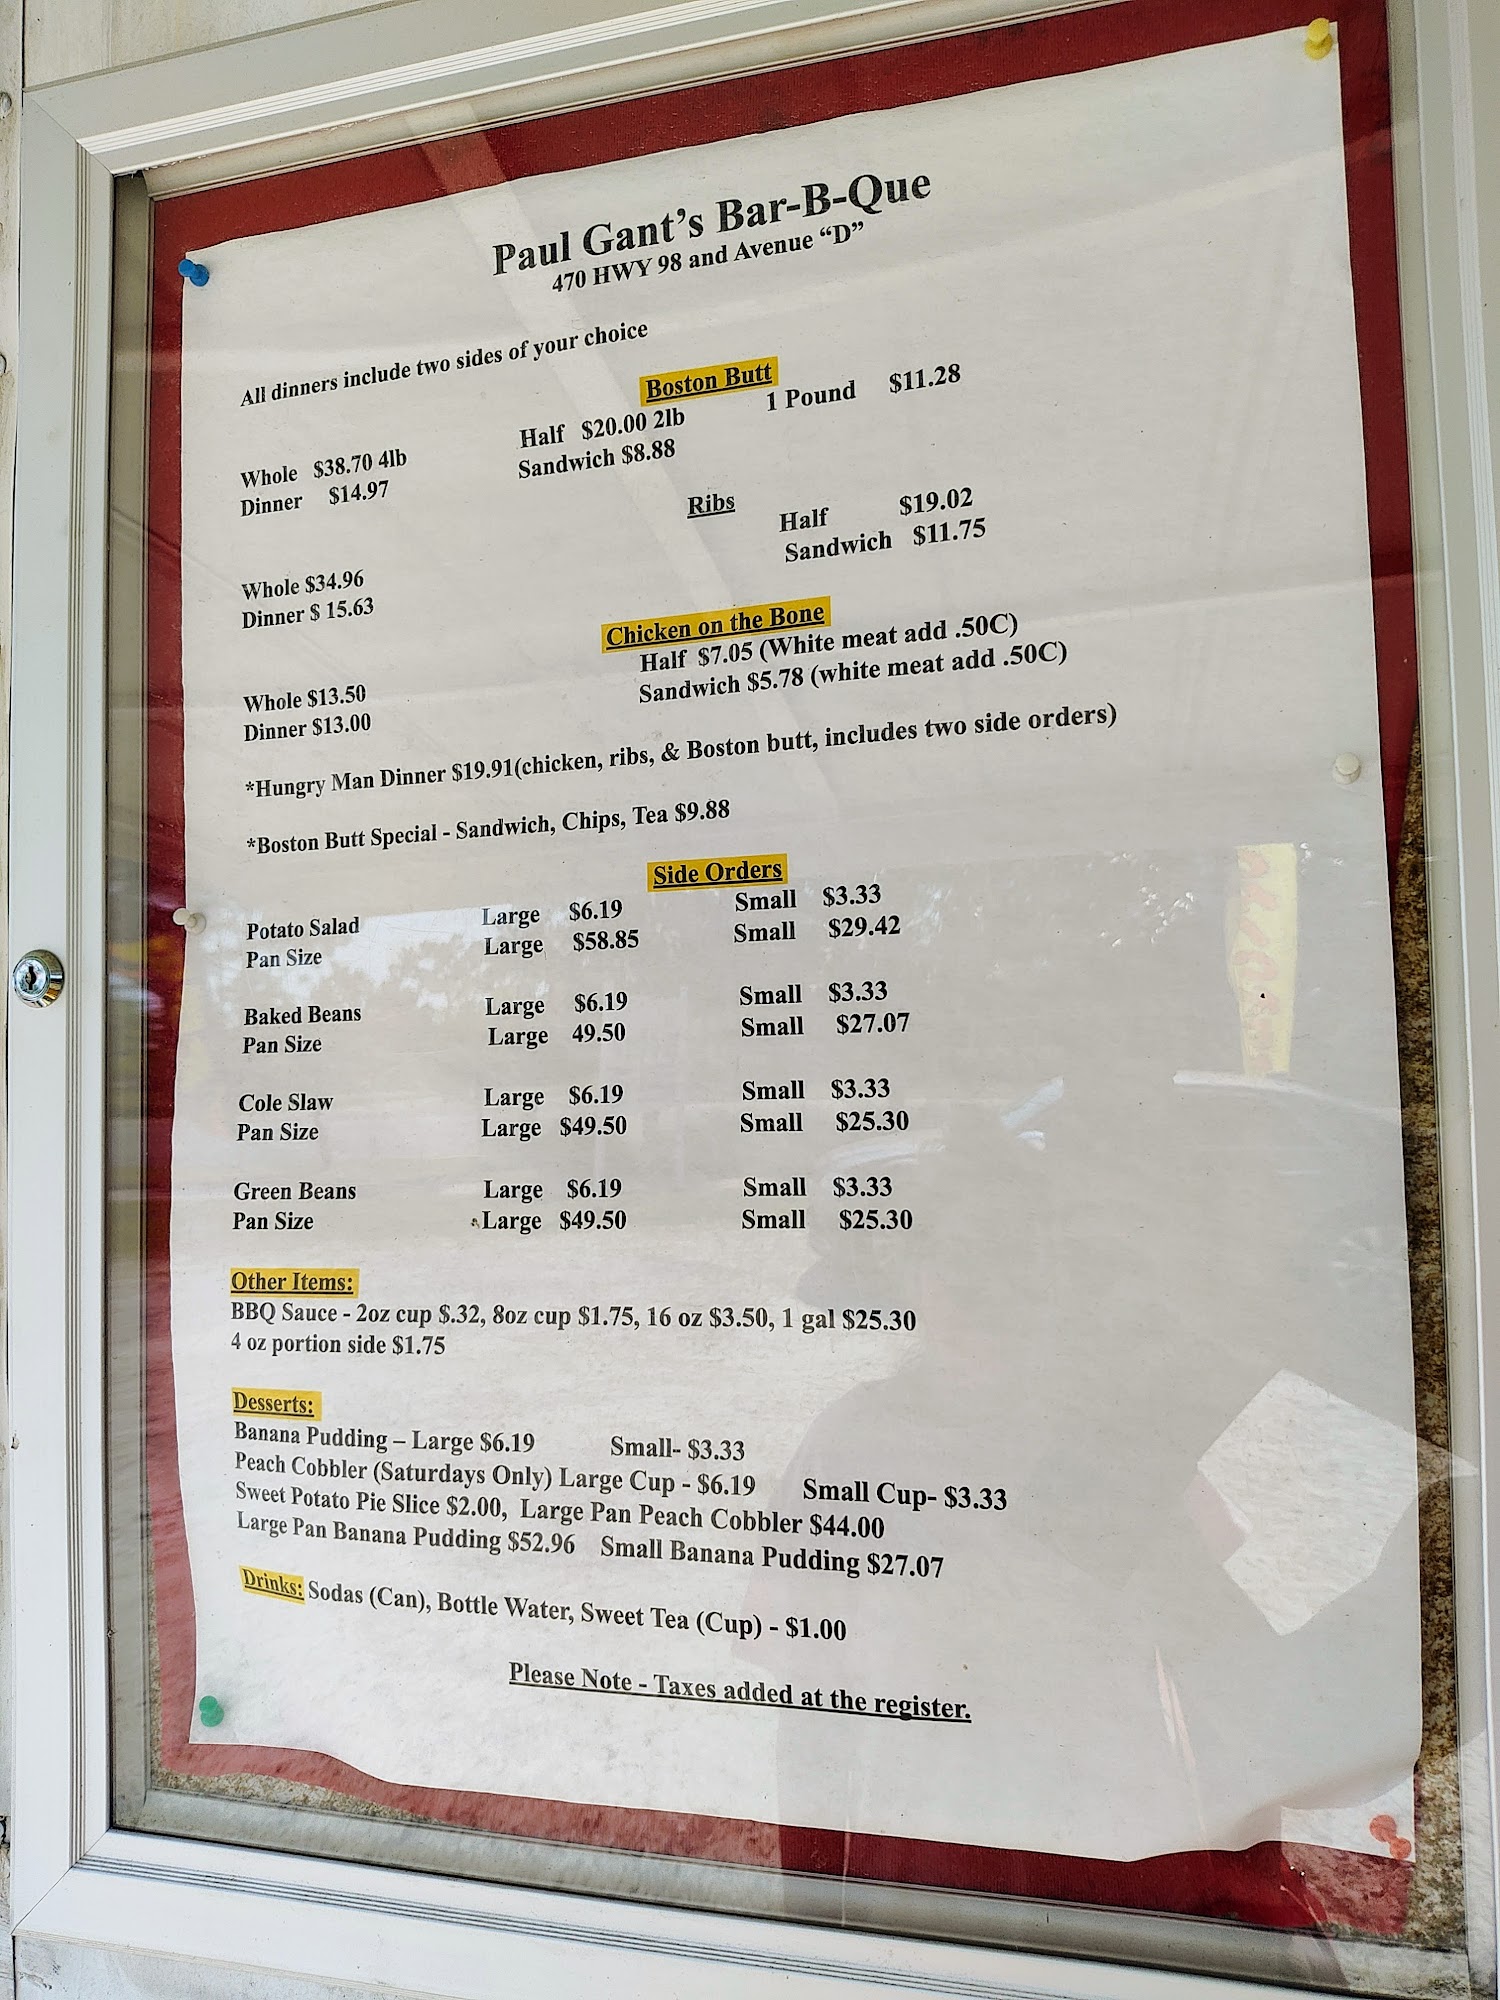 Paul Gant's Bar-B-Que
470 HWY 98 and Avenue “D”
All dinners include two sides of your choice
Boston Butt
Whole $38.70 4lb Half $20.00 2lb 1 Pound $11.28
Dinner $14.97 Sandwich $8.88
Ribs
Whole $34.96 Half $19.02
Dinner $ 15.63 Sandwich $11.75
Chicken on the Bone
Whole $13.50 Half $7.05 (White meat add .50C)
Dinner $13.00 Sandwich $5.78 (white meat add .50C)
*Hungry Man Dinner $19.91(chicken, ribs, & Boston butt, includes two side orders)
*Boston Butt Special - Sandwich, Chips, Tea $9.88
Side Orders
Potato Salad Large $6.19 Small $3.33
Pan Size Large $58.85 Small $29.42
Baked Beans Large $6.19 Small $3.33
Pan Size Large 49.50 Small $27.07
Cole Slaw Large $6.19 Small $3.33
Pan Size Large $49.50 Small $25.30
Green Beans Large $6.19 Small $3.33
Pan Size Large $49.50 Small $25.30
Other Items:
BBQ Sauce - 2oz cup $.32, 8oz cup $1.75, 16 oz $3.50, 1 gal $25.30
4 oz portion side $1.75
Desserts:
Banana Pudding – Large $6.19 Small- $3.33
Peach Cobbler (Saturdays Only) Large Cup - $6.19 Small Cup- $3.33
Sweet Potato Pie Slice $2.00, Large Pan Peach Cobbler $44.00
Large Pan Banana Pudding $52.96 Small Banana Pudding $27.07
Drinks: Sodas (Can), Bottle Water, Sweet Tea (Cup) - $1.00
Please Note - Taxes added at the register.